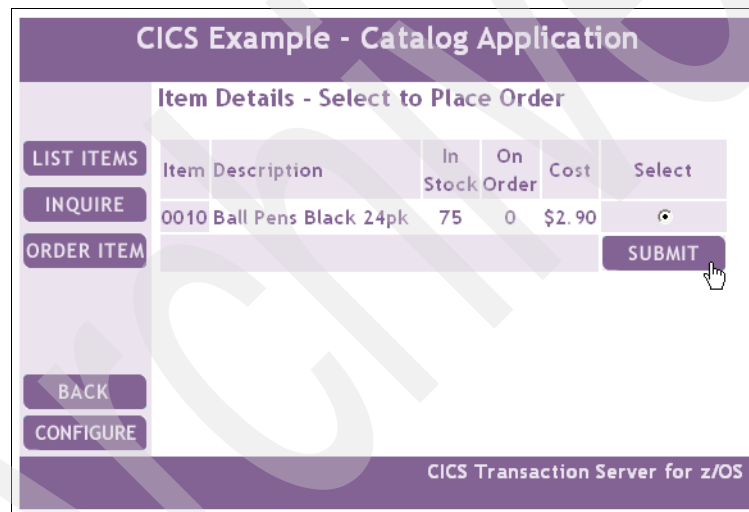 CICS Example - Catalog Application
Item Details - Select to Place Order
LIST ITEMS
INQUIRE
ORDER ITEM
BACK
CONFIGURE
Item Description In Stock On Order Cost Select
0010 Ball Pens Black 24pk 75 0 $2.90
SUBMIT
CICS Transaction Server for z/OS